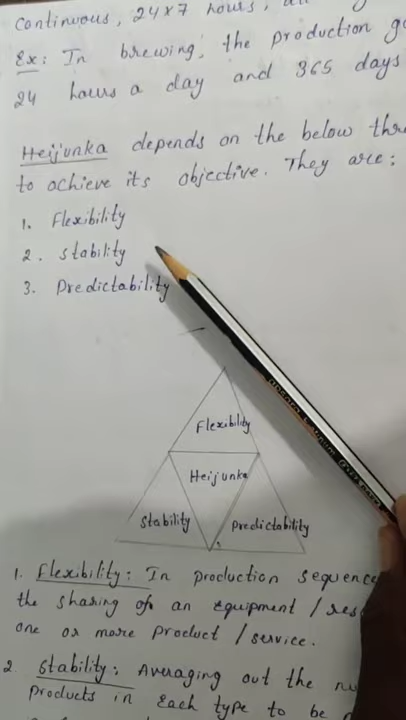 continuous, 24x7 hours,
Ex: In brewing, the production
24 hours a day and 365 days
Heijunka depends on the below
to achieve its objective. They are:
1. Flexibility
2. Stability
3. Predictability
Flexibility
Heijunka
Stability
Predictability
1. Flexibility: In production sequence
the sharing of an equipment /
one or more product / service.
2. Stability: Averaging out the
products in each type to be